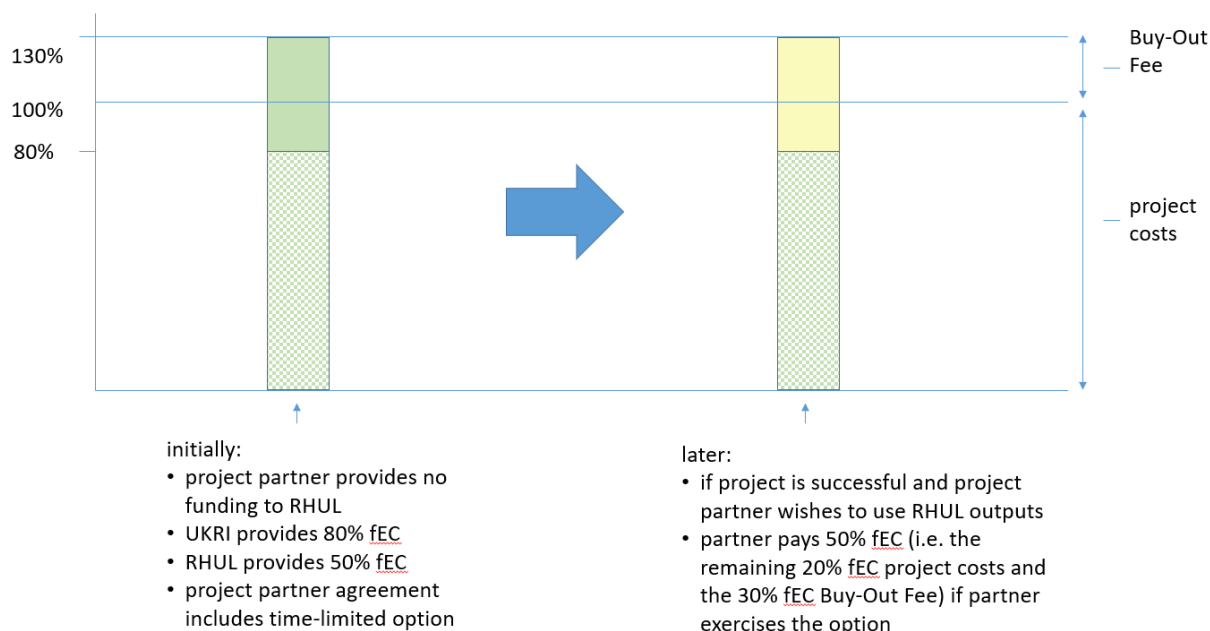 130%
100%
80%
Buy-Out
Fee
project
costs
initially:
• project partner provides no
funding to RHUL
• UKRI provides 80% fEC
• RHUL provides 50% fEC
• project partner agreement
includes time-limited option
later:
• if project is successful and project
partner wishes to use RHUL outputs
• partner pays 50% fEC (i.e. the
remaining 20% fEC project costs and
the 30% fEC Buy-Out Fee) if partner
exercises the option